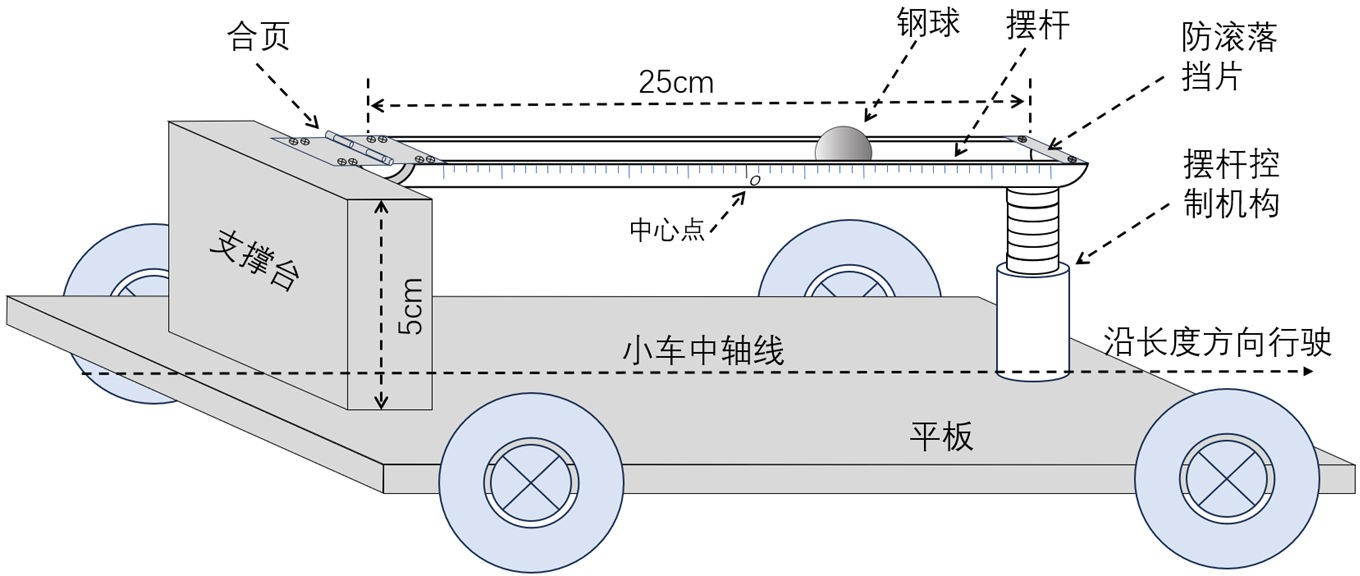 合页
钢球
摆杆
防滚落
挡片
25cm
摆杆控
制机构
O
中心点
支撑台
5cm
小车中轴线
沿长度方向行驶
平板